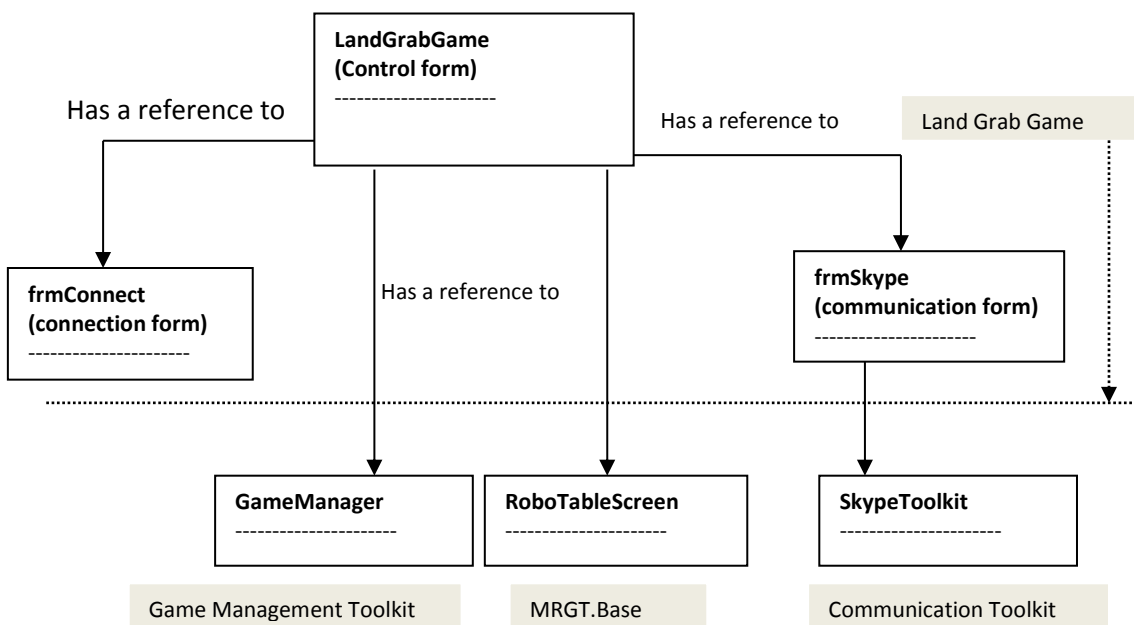 LandGrabGame
(Control form)
----------------------
Has a reference to
Has a reference to
Land Grab Game
frmConnect
(connection form)
----------------------
Has a reference to
frmSkype
(communication form)
----------------------
GameManager
----------------------
RoboTableScreen
----------------------
SkypeToolkit
----------------------
Game Management Toolkit
MRGT.Base
Communication Toolkit